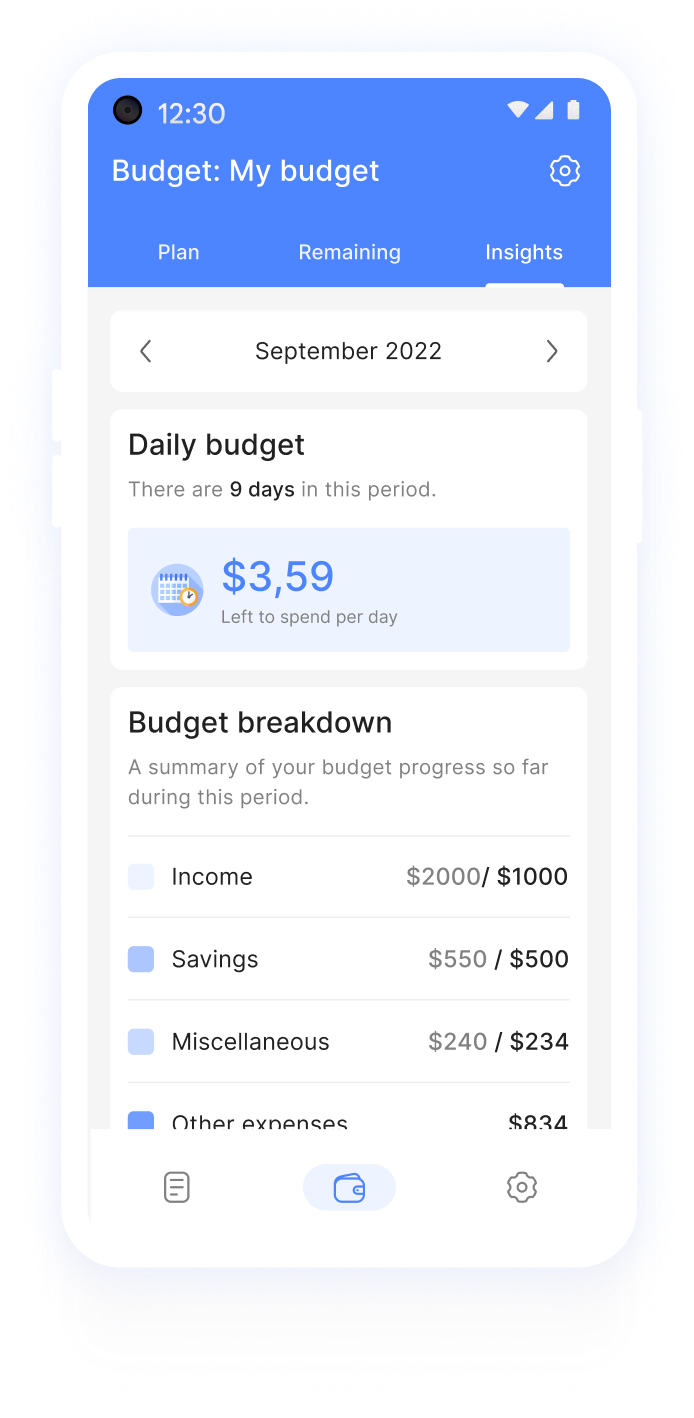 12:30
Budget: My budget
Plan Remaining Insights
September 2022
Daily budget
There are 9 days in this period.
$3,59
Left to spend per day
Budget breakdown
A summary of your budget progress so far
during this period.
Income $2000/ $1000
Savings $550 / $500
Miscellaneous $240 / $234
Other expenses $834